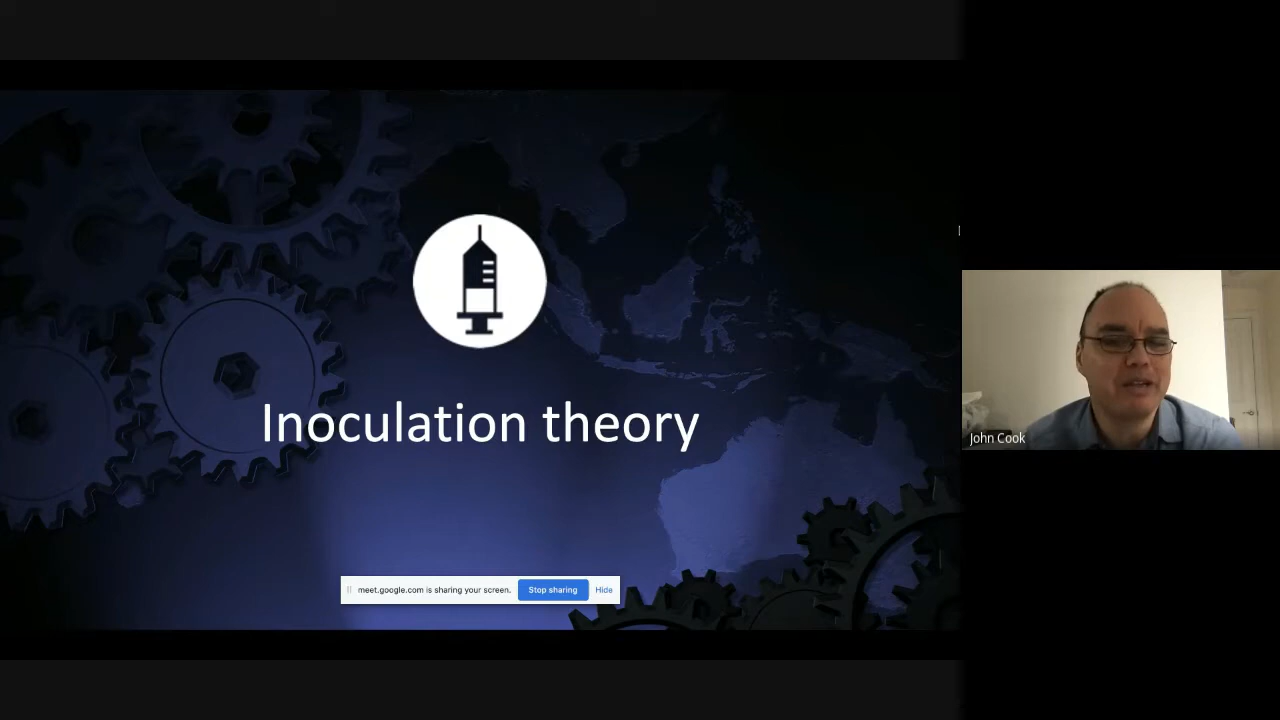 Inoculation theory
meet.google.com is sharing your screen. Stop sharing Hide
John Cook